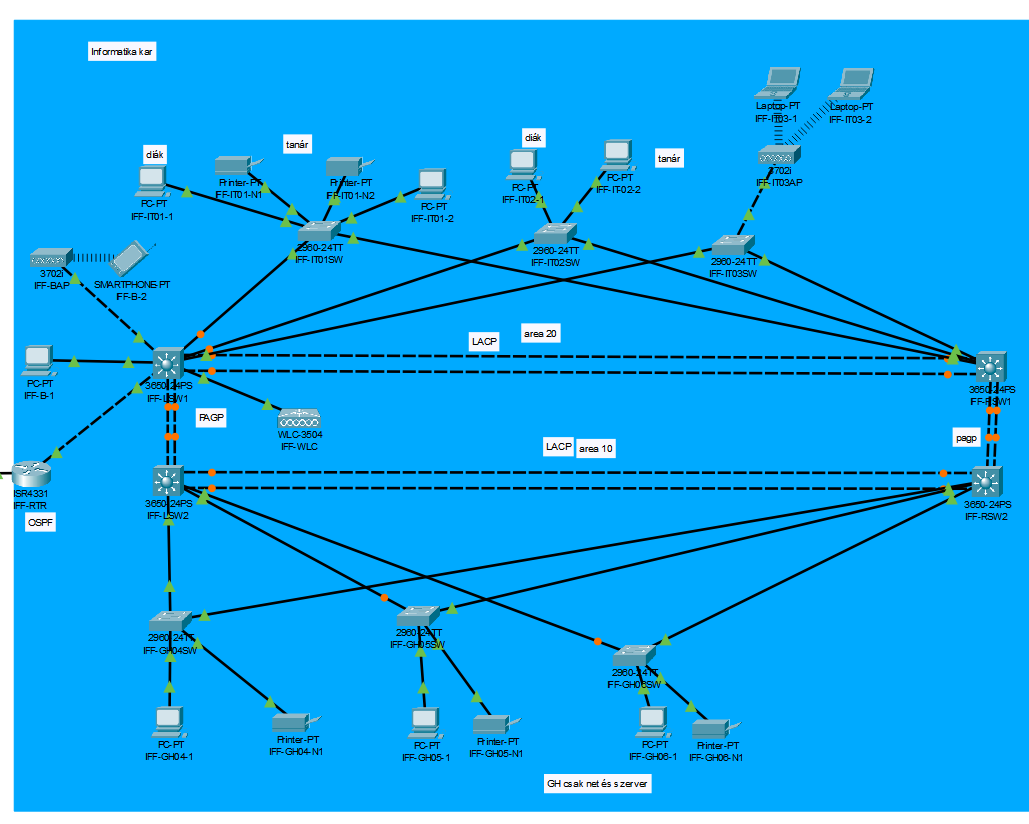 Informatika kar
Laptop-PT
IFF-IT03-1
Laptop-PT
IFF-IT03-2
diák
tanár
diák
tanár
Printer-PT
IFF-IT01-N1
Printer-PT
IFF-IT01-N2
PC-PT
IFF-IT01-1
PC-PT
IFF-IT01-2
PC-PT
IFF-IT02-1
PC-PT
IFF-IT02-2
3702i
IFF-IT03AP
2960-24TT
IFF-IT01SW
2960-24TT
IFF-IT02SW
2960-24TT
IFF-IT03SW
3702i
IFF-BAP
SMARTPHONE-PT
IFF-B-2
LACP
area 20
PC-PT
IFF-B-1
3650-24PS
IFF-LSW1
3650-24PS
IFF-RSW1
PAGP
WLC-3504
IFF-WLC
LACP
area 10
pagp
ISR4331
IFF-RTR
OSPF
3650-24PS
IFF-LSW2
3650-24PS
IFF-RSW2
2960-24TT
IFF-GH04SW
2960-24TT
IFF-GH05SW
2960-24TT
IFF-GH06SW
PC-PT
IFF-GH04-1
Printer-PT
IFF-GH04-N1
PC-PT
IFF-GH05-1
Printer-PT
IFF-GH05-N1
PC-PT
IFF-GH06-1
Printer-PT
IFF-GH06-N1
GH csak net és szerver